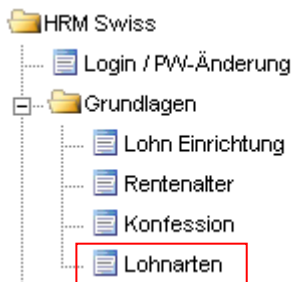 HRM Swiss
Login / PW-Änderung
Grundlagen
Lohn Einrichtung
Rentenalter
Konfession
Lohnarten